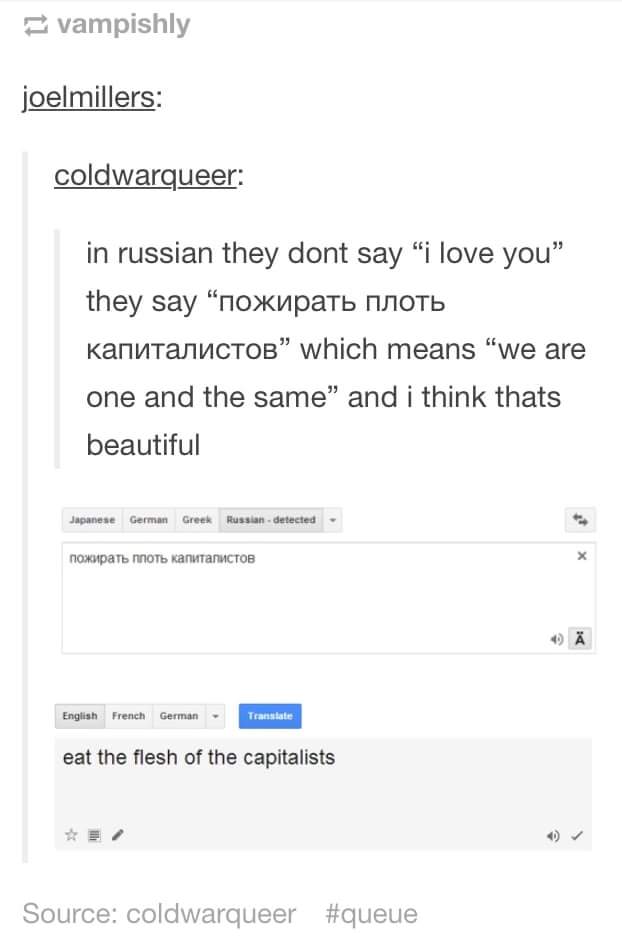 vampishly
joelmillers:
coldwarqueer:
in russian they dont say “i love you”
they say “пожирать плоть
капиталистов” which means “we are
one and the same” and i think thats
beautiful
Japanese German Greek Russian - detected
пожирать плоть капиталистов
Ä
English French German Translate
eat the flesh of the capitalists
Source: coldwarqueer #queue